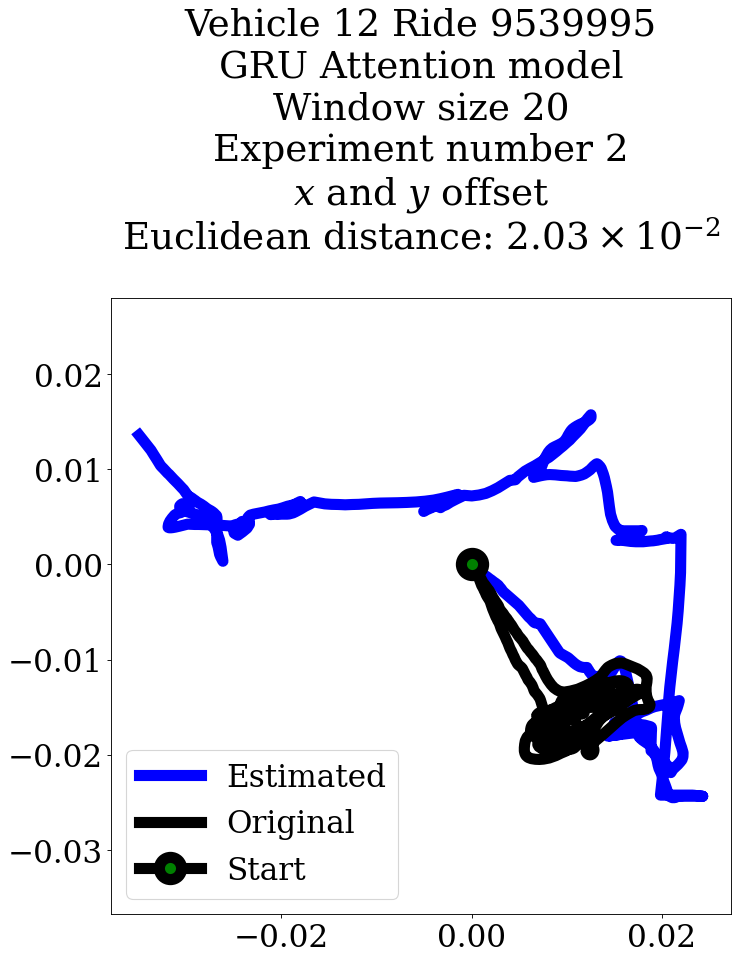 Vehicle 12 Ride 9539995
GRU Attention model
Window size 20
Experiment number 2
x and y offset
Euclidean distance: 2.03 × 10⁻²
0.02
0.01
0.00
−0.01
−0.02
−0.03
Estimated
Original
Start
−0.02 0.00 0.02